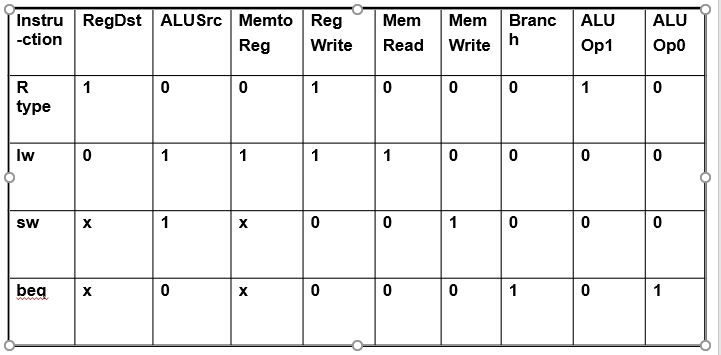 Instru-ction RegDst ALUSrc Memto Reg Reg Write Mem Read Mem Write Branch ALU Op1 ALU Op0
R type 1 0 0 1 0 0 0 1 0
lw 0 1 1 1 1 0 0 0 0
sw x 1 x 0 0 1 0 0 0
beq x 0 x 0 0 0 1 0 1